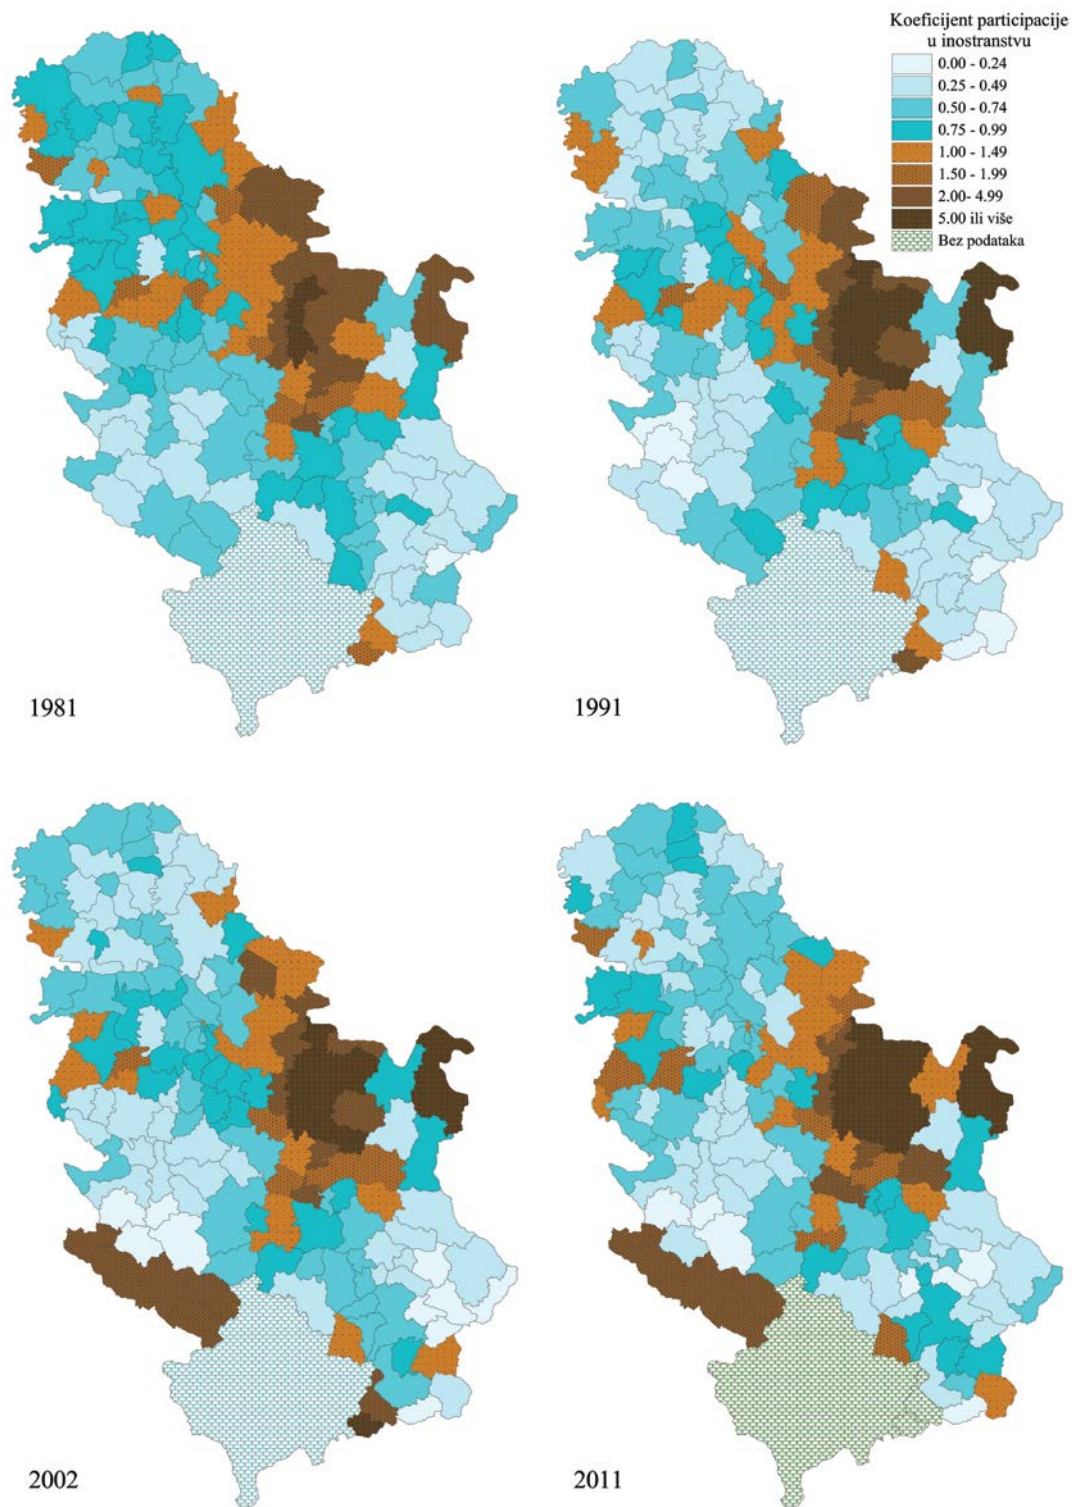 Koeficijent participacije
u inostranstvu
0.00 - 0.24
0.25 - 0.49
0.50 - 0.74
0.75 - 0.99
1.00 - 1.49
1.50 - 1.99
2.00- 4.99
5.00 ili više
Bez podataka
1981
1991
2002
2011